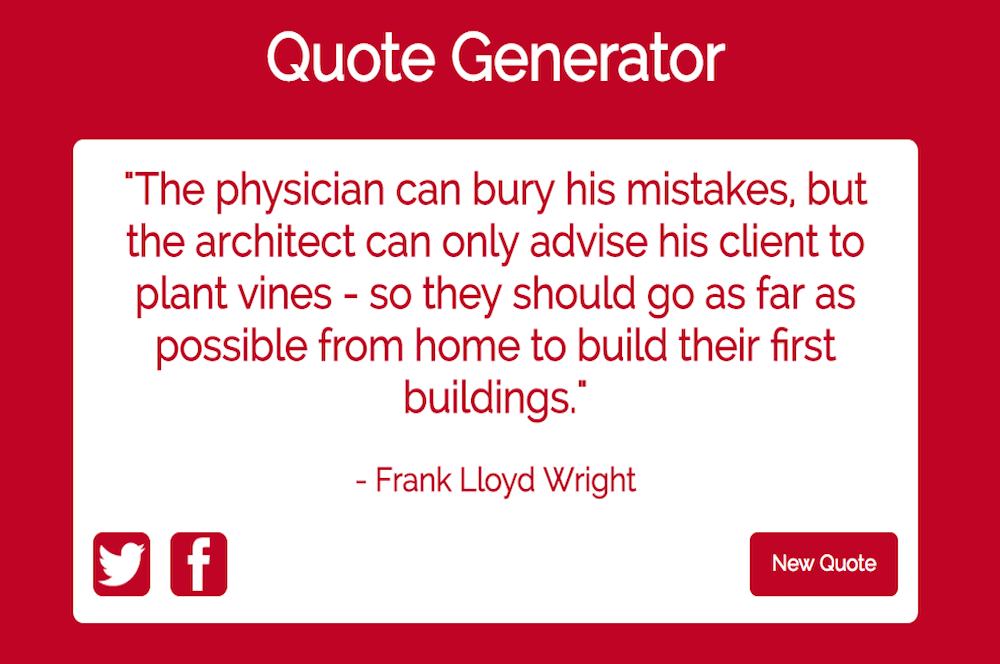 Quote Generator
"The physician can bury his mistakes, but
the architect can only advise his client to
plant vines - so they should go as far as
possible from home to build their first
buildings."
- Frank Lloyd Wright
New Quote